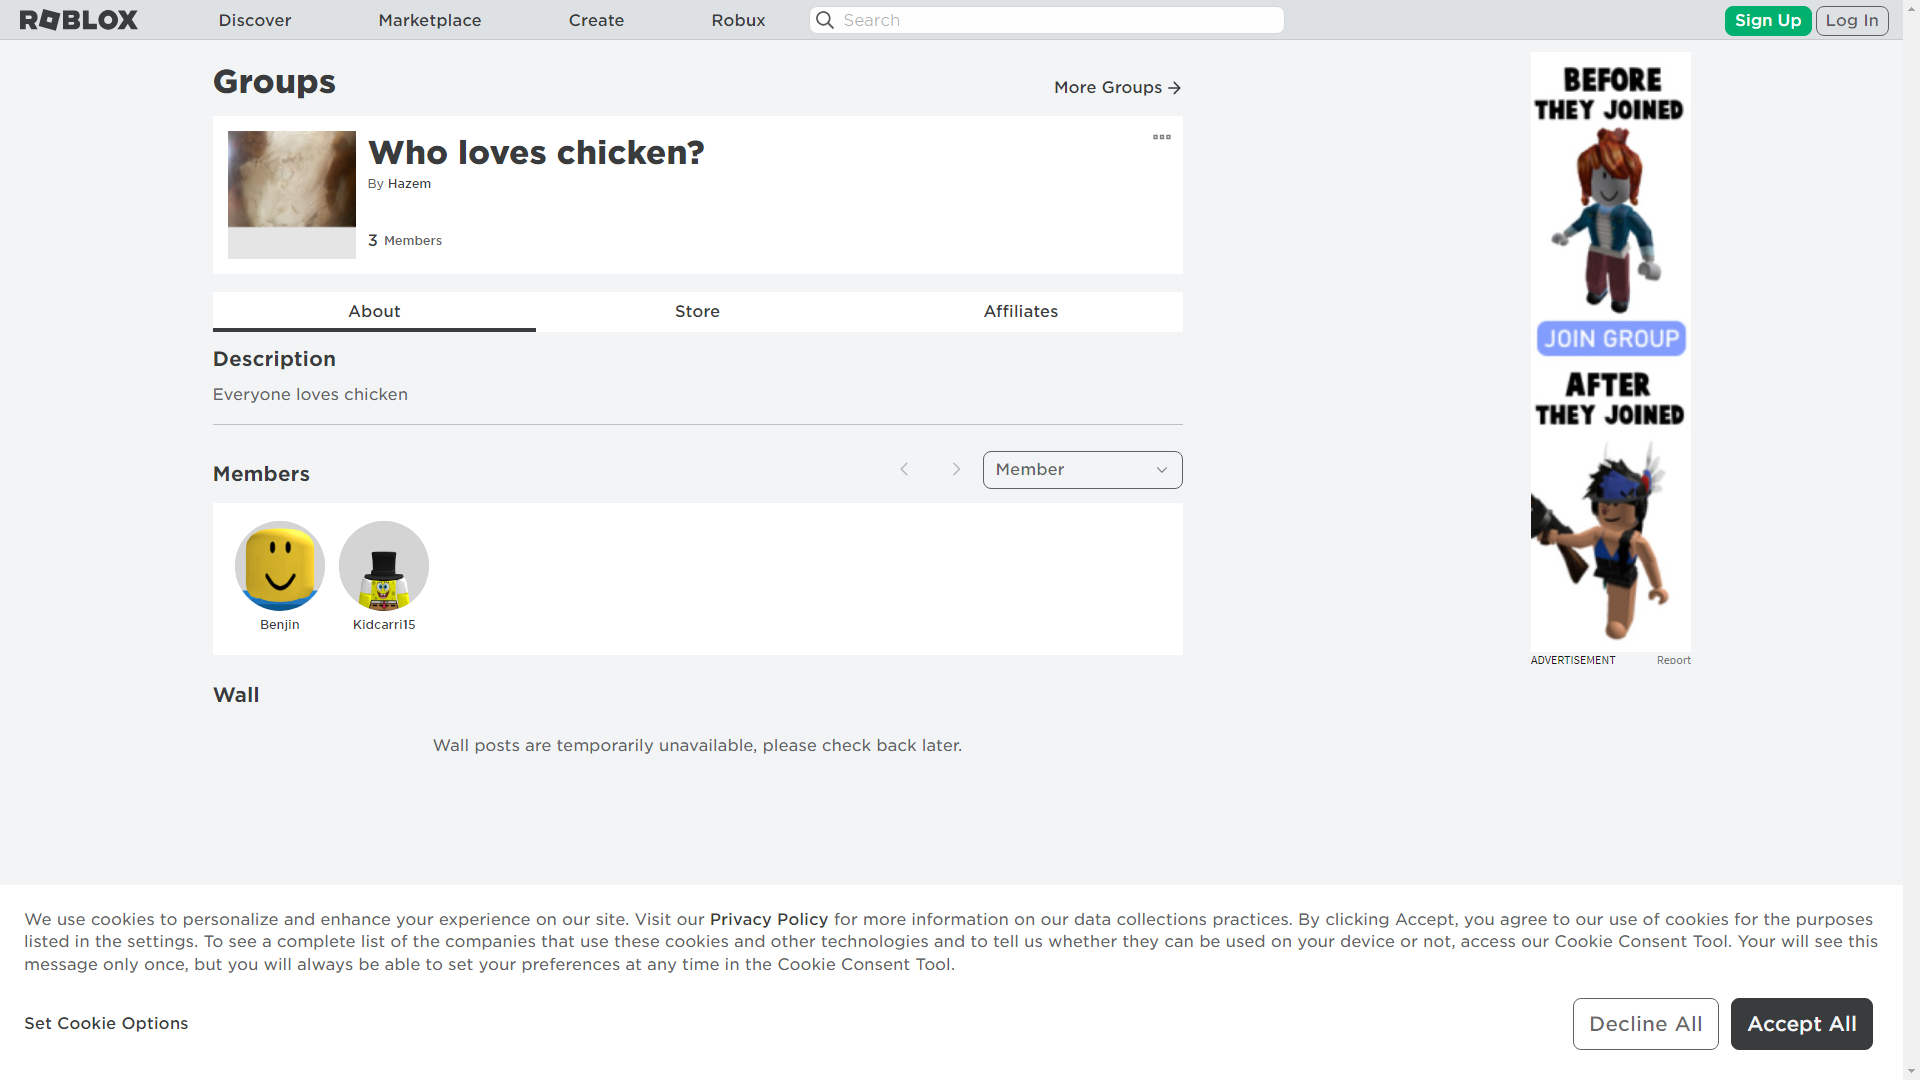 ROBLOX
Discover
Marketplace
Create
Robux
Search
Sign Up
Log In
Groups
More Groups
Who loves chicken?
By Hazem
3 Members
About
Store
Affiliates
Description
Everyone loves chicken
Members
Member
Benjin
Kidcarri15
Wall
Wall posts are temporarily unavailable, please check back later.
BEFORE
THEY JOINED
JOIN GROUP
AFTER
THEY JOINED
ADVERTISEMENT
Report
We use cookies to personalize and enhance your experience on our site. Visit our Privacy Policy for more information on our data collections practices. By clicking Accept, you agree to our use of cookies for the purposes
listed in the settings. To see a complete list of the companies that use these cookies and other technologies and to tell us whether they can be used on your device or not, access our Cookie Consent Tool. Your will see this
message only once, but you will always be able to set your preferences at any time in the Cookie Consent Tool.
Set Cookie Options
Decline All
Accept All